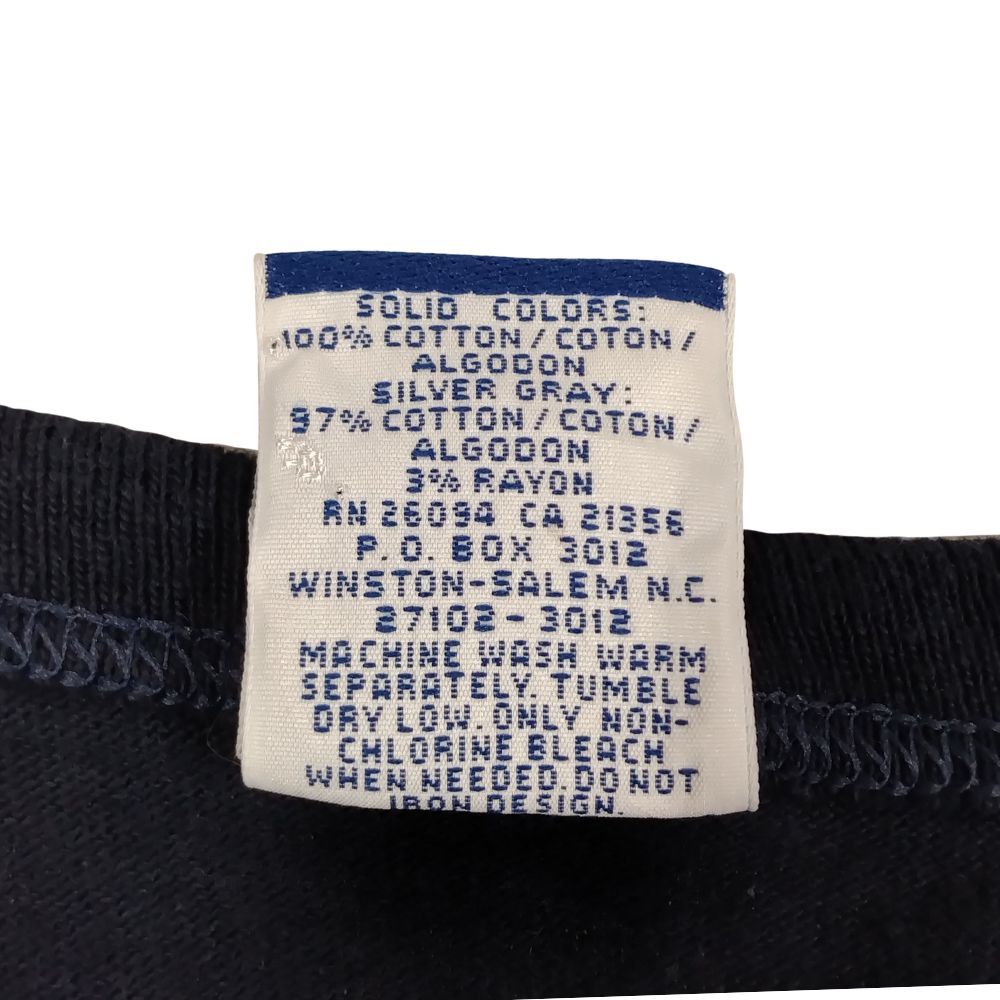 SOLID COLORS:
100% COTTON / COTON /
ALGODON
SILVER GRAY:
97% COTTON / COTON /
ALGODON
3% RAYON
RN 26094 CA 21356
P.O. BOX 3012
WINSTON-SALEM N.C.
27102-3012
MACHINE WASH WARM
SEPARATELY. TUMBLE
DRY LOW. ONLY NON-
CHLORINE BLEACH
WHEN NEEDED. DO NOT
IRON DESIGN.